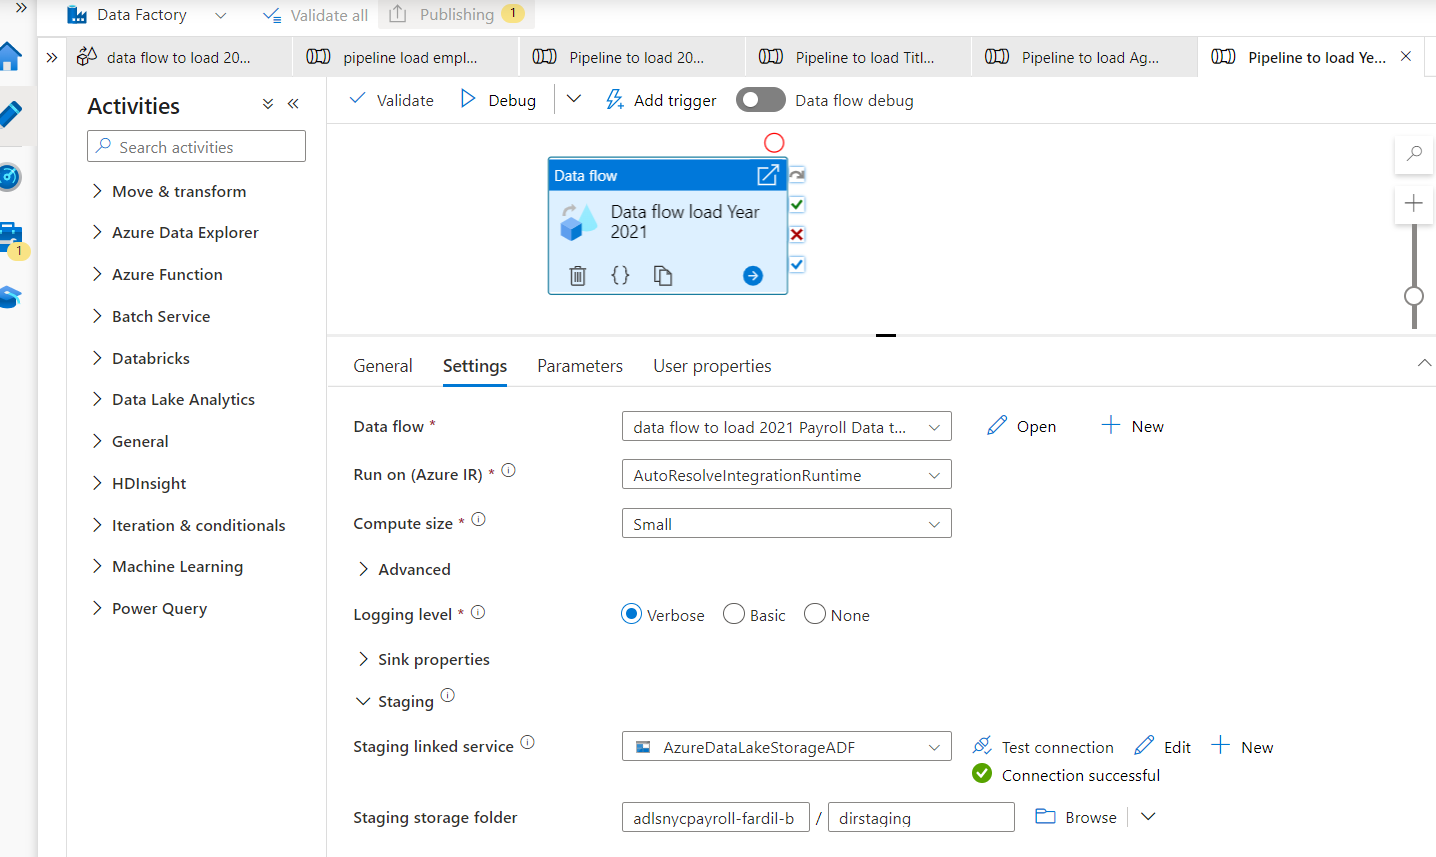 Data Factory
Validate all
Publishing
1
data flow to load 20...
pipeline load empl...
Pipeline to load 20...
Pipeline to load Titl...
Pipeline to load Ag...
Pipeline to load Ye...
Activities
Search activities
Move & transform
Azure Data Explorer
Azure Function
Batch Service
Databricks
Data Lake Analytics
General
HDInsight
Iteration & conditionals
Machine Learning
Power Query
1
Validate
Debug
Add trigger
Data flow debug
Data flow
Data flow load Year
2021
{}
General
Settings
Parameters
User properties
Data flow *
data flow to load 2021 Payroll Data t...
Open
New
Run on (Azure IR) *
AutoResolveIntegrationRuntime
Compute size *
Small
Advanced
Logging level *
Verbose
Basic
None
Sink properties
Staging
Staging linked service
AzureDataLakeStorageADF
Test connection
Edit
New
Connection successful
Staging storage folder
adlsnycpayroll-fardil-b / dirstaging
Browse